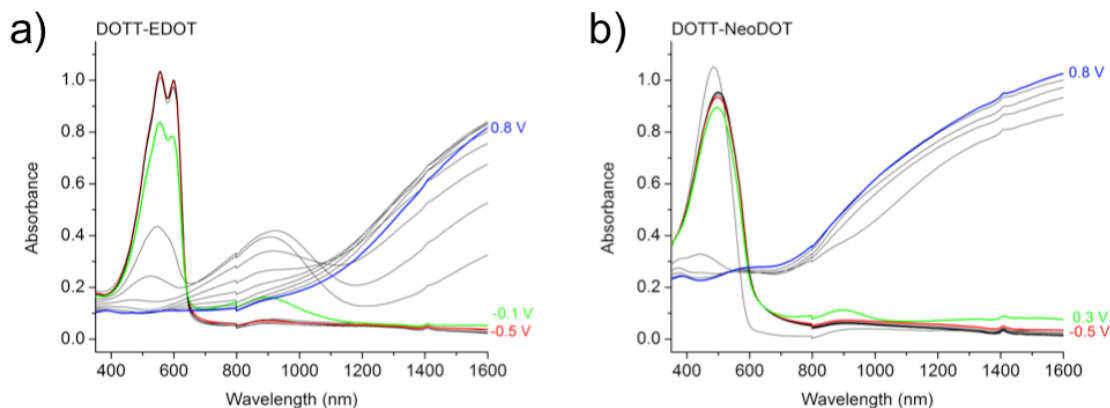 a)
DOTT-EDOT
Absorbance
1.0
0.8
0.6
0.4
0.2
0.0
0.8 V
-0.1 V
-0.5 V
400 600 800 1000 1200 1400 1600
Wavelength (nm)
b)
DOTT-NeoDOT
Absorbance
1.0
0.8
0.6
0.4
0.2
0.0
0.8 V
0.3 V
-0.5 V
400 600 800 1000 1200 1400 1600
Wavelength (nm)